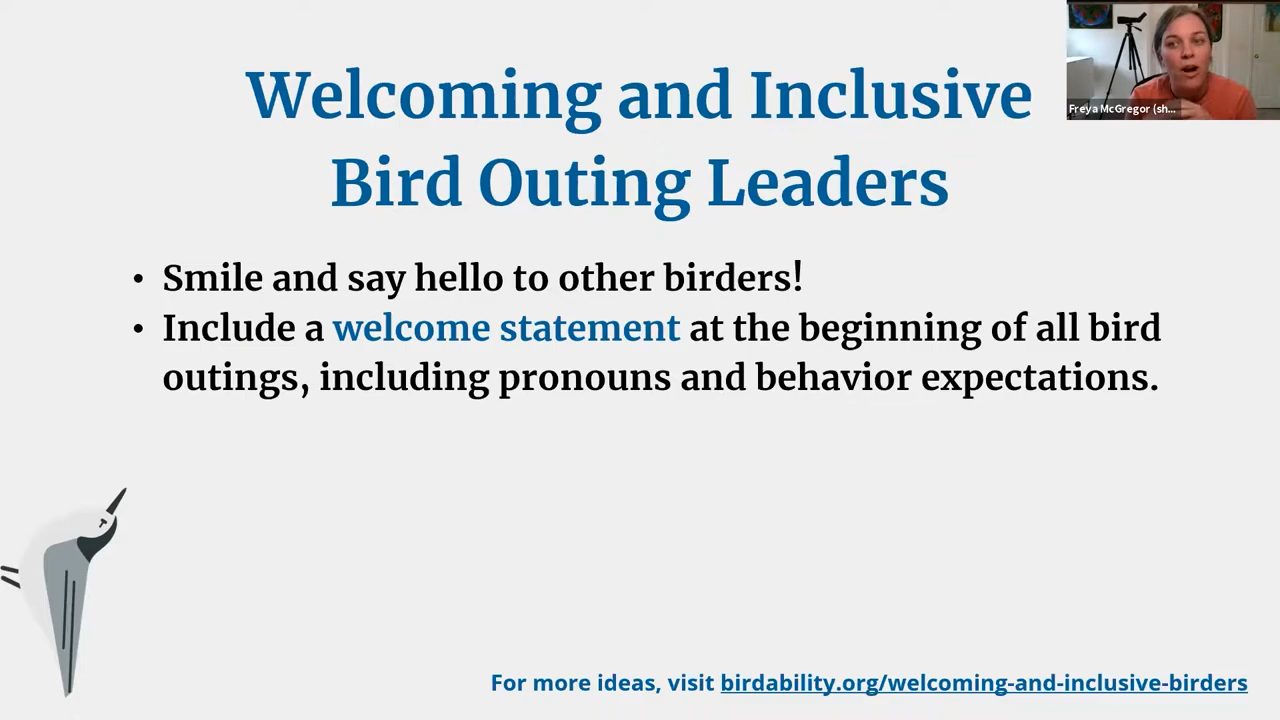 Welcoming and Inclusive
Bird Outing Leaders
Freya McGregor (sh...
• Smile and say hello to other birders!
• Include a welcome statement at the beginning of all bird
outings, including pronouns and behavior expectations.
For more ideas, visit birdability.org/welcoming-and-inclusive-birders